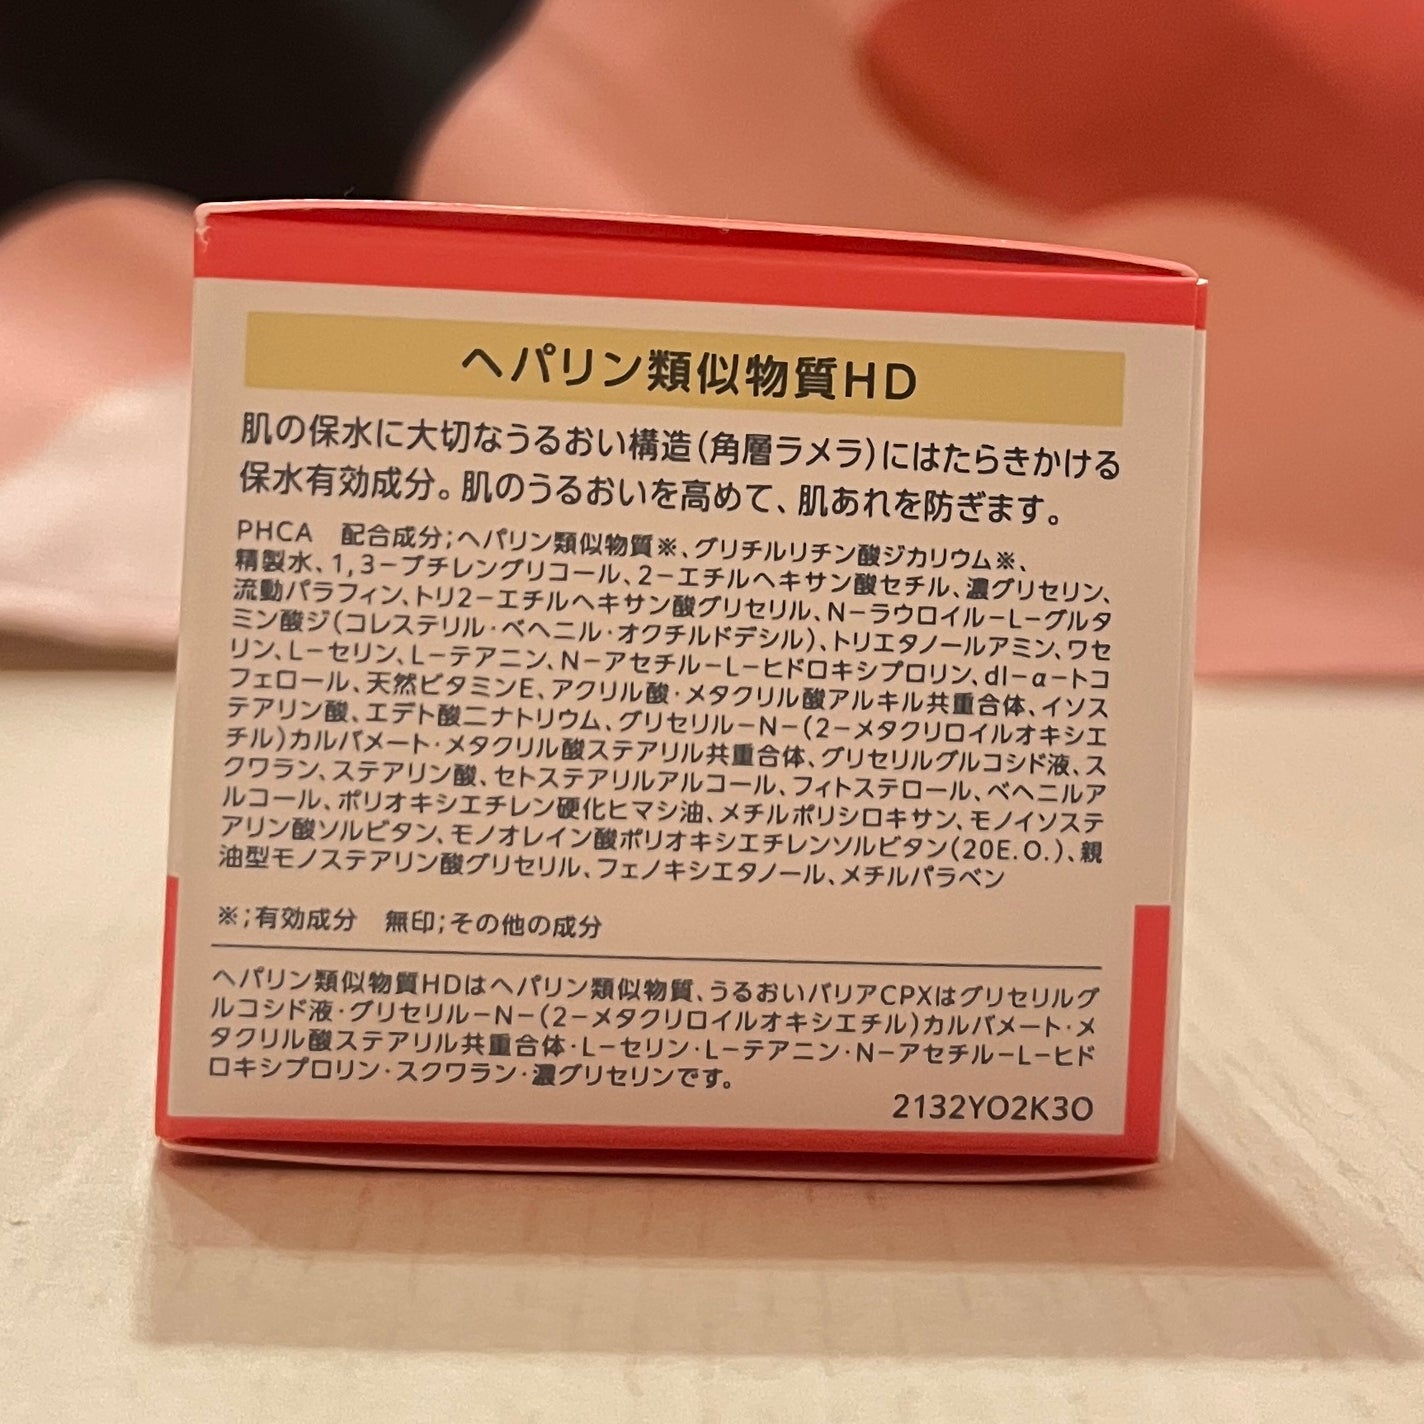 ヘパリン類似物質HD
肌の保水に大切なうるおい構造(角層ラメラ)にはたらきかける
保水有効成分。肌のうるおいを高めて、肌あれを防ぎます。
PHCA　配合成分;ヘパリン類似物質※、グリチルリチン酸ジカリウム※、
精製水、1,3−ブチレングリコール、2−エチルヘキサン酸セチル、濃グリセリン、
流動パラフィン、トリ2−エチルヘキサン酸グリセリル、N−ラウロイル−L−グルタ
ミン酸ジ(コレステリル・ベヘニル・オクチルドデシル)、トリエタノールアミン、ワセ
リン、L−セリン、L−テアニン、N−アセチル−L−ヒドロキシプロリン、dl−α−トコ
フェロール、天然ビタミンE、アクリル酸・メタクリル酸アルキル共重合体、イソス
テアリン酸、エデト酸二ナトリウム、グリセリル−N−(2−メタクリロイルオキシエ
チル)カルバメート・メタクリル酸ステアリル共重合体、グリセリルグルコシド液、ス
クワラン、ステアリン酸、セトステアリルアルコール、フィトステロール、ベヘニルア
ルコール、ポリオキシエチレン硬化ヒマシ油、メチルポリシロキサン、モノイソステ
アリン酸ソルビタン、モノオレイン酸ポリオキシエチレンソルビタン(20E.O.)、親
油型モノステアリン酸グリセリル、フェノキシエタノール、メチルパラベン
※;有効成分　無印;その他の成分
ヘパリン類似物質HDはヘパリン類似物質、うるおいバリアCPXはグリセリルグ
ルコシド液・グリセリル−N−(2−メタクリロイルオキシエチル)カルバメート・メ
タクリル酸ステアリル共重合体・L−セリン・L−テアニン・N−アセチル−L−ヒド
ロキシプロリン・スクワラン・濃グリセリンです。
2132YO2K3O